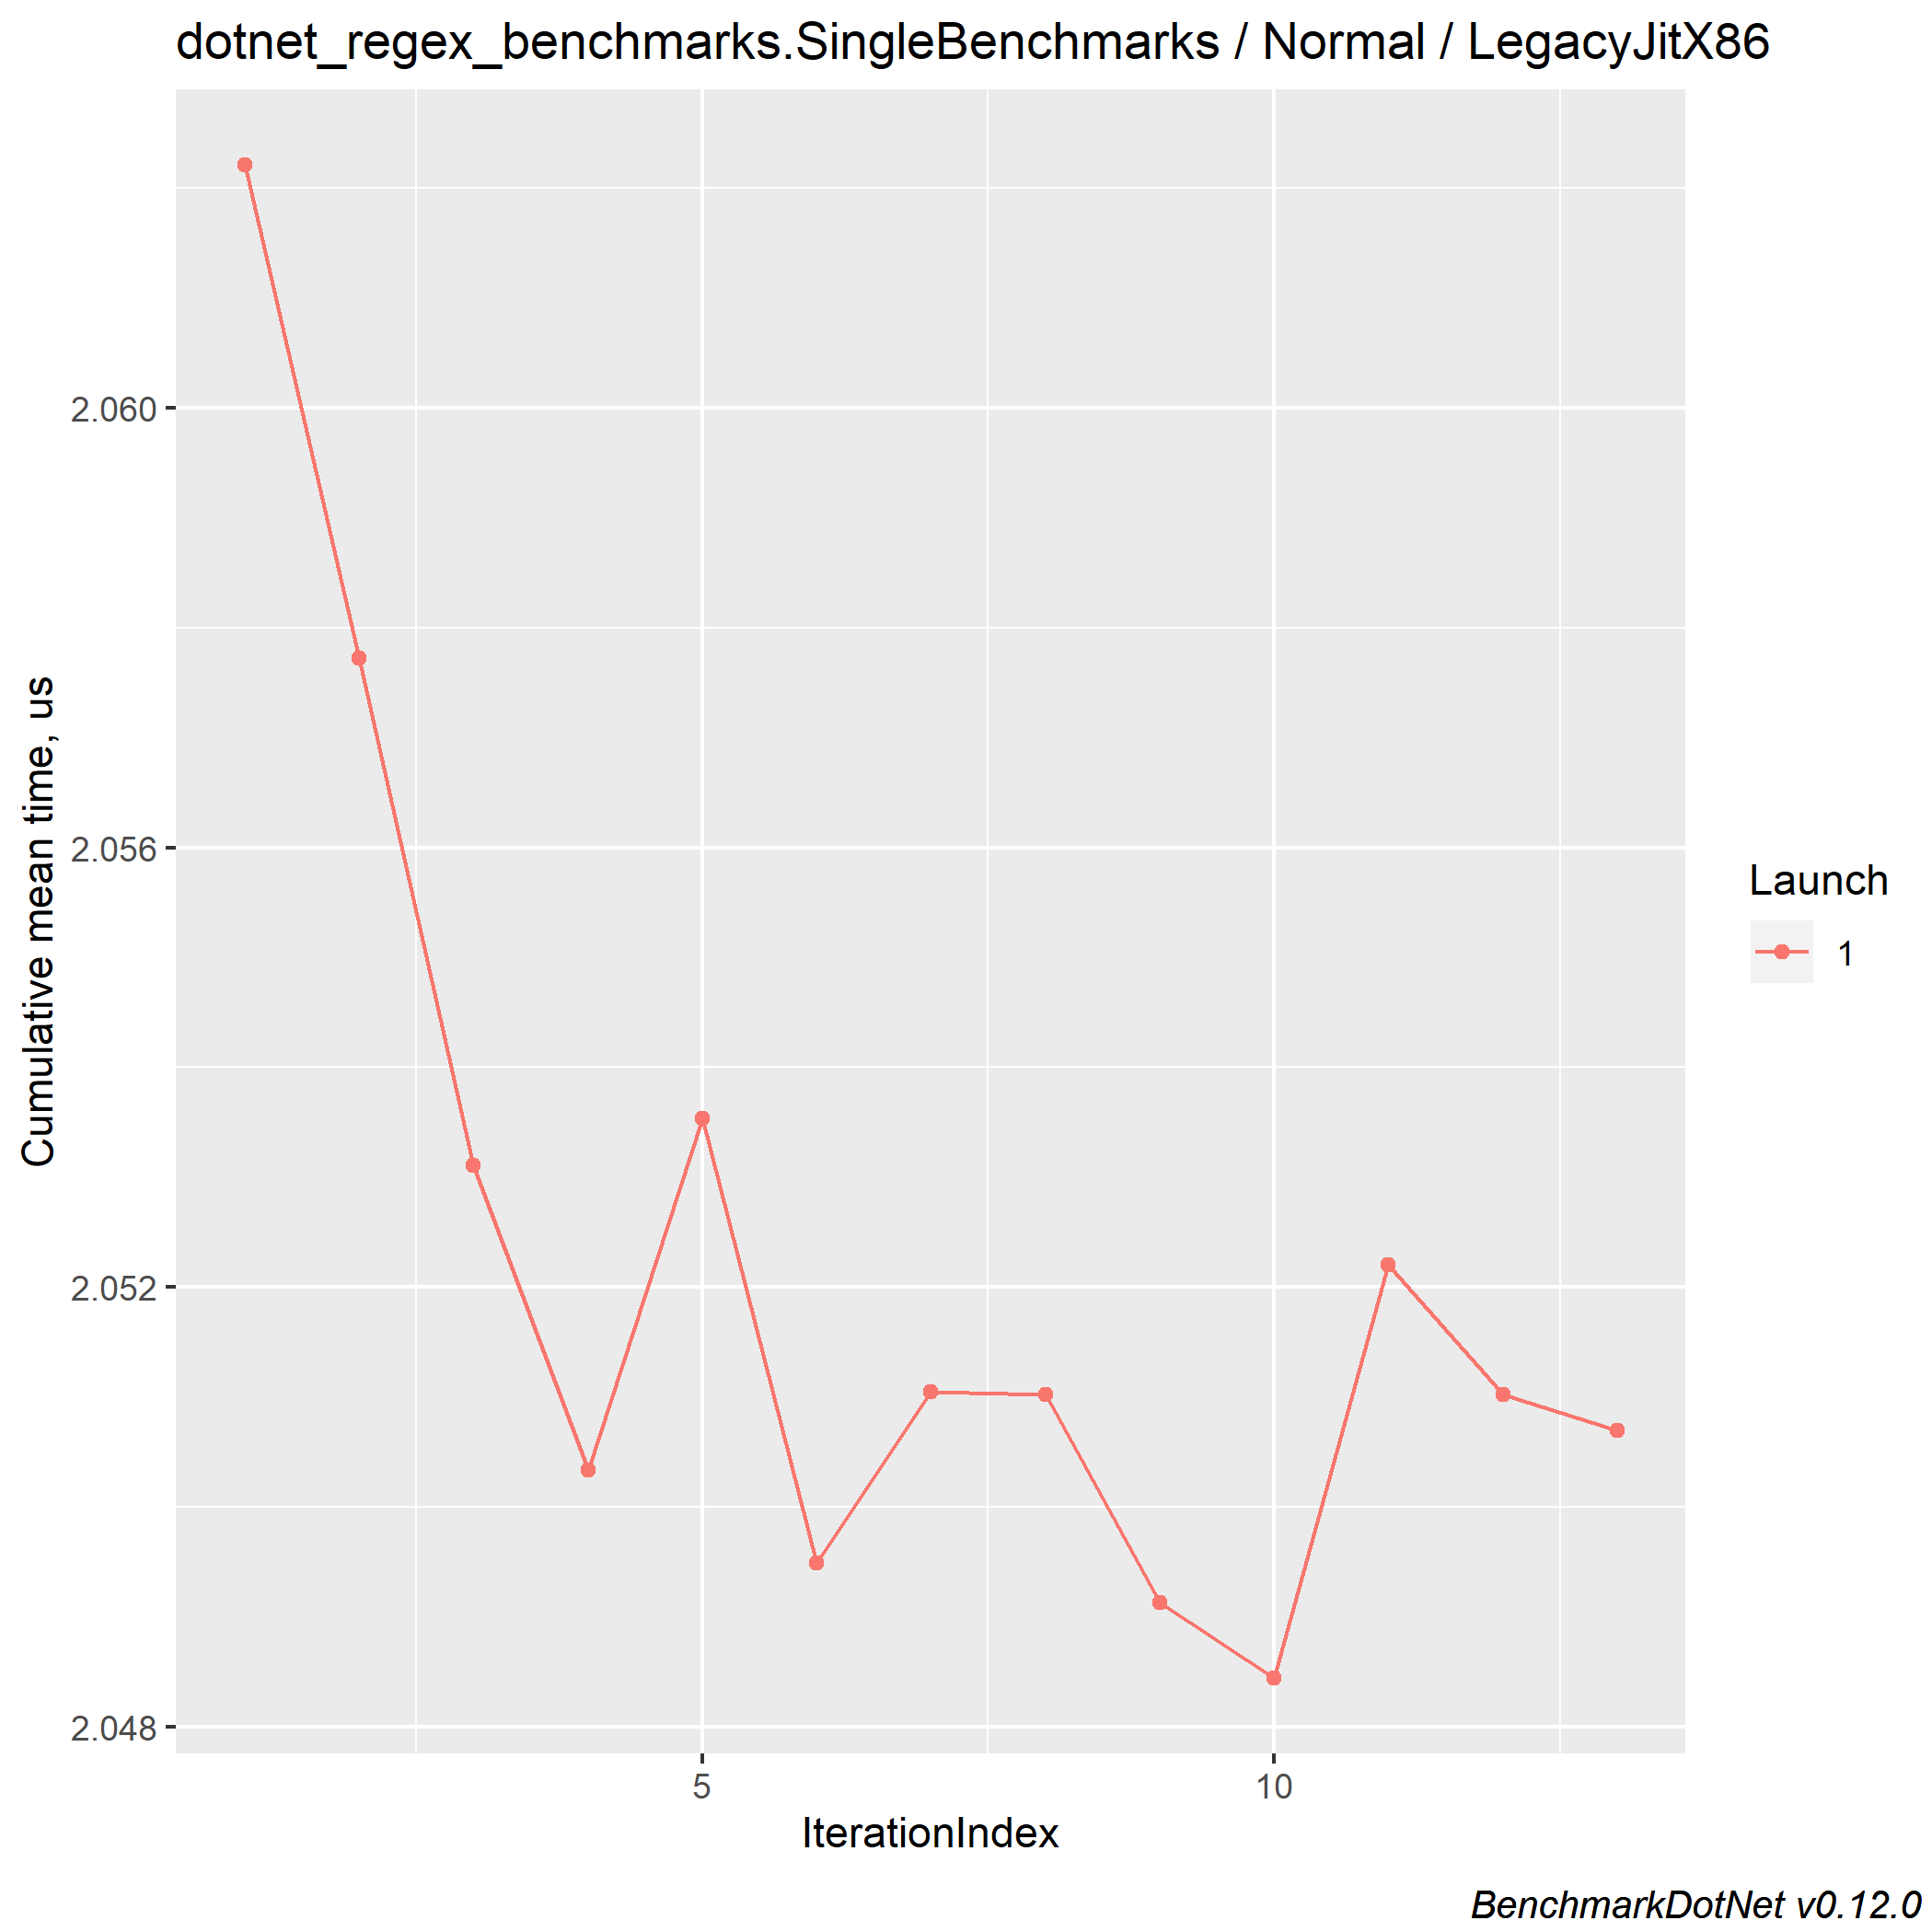 dotnet_regex_benchmarks.SingleBenchmarks / Normal / LegacyJitX86
Cumulative mean time, us
2.060
2.056
2.052
2.048
5
10
IterationIndex
Launch
1
BenchmarkDotNet v0.12.0